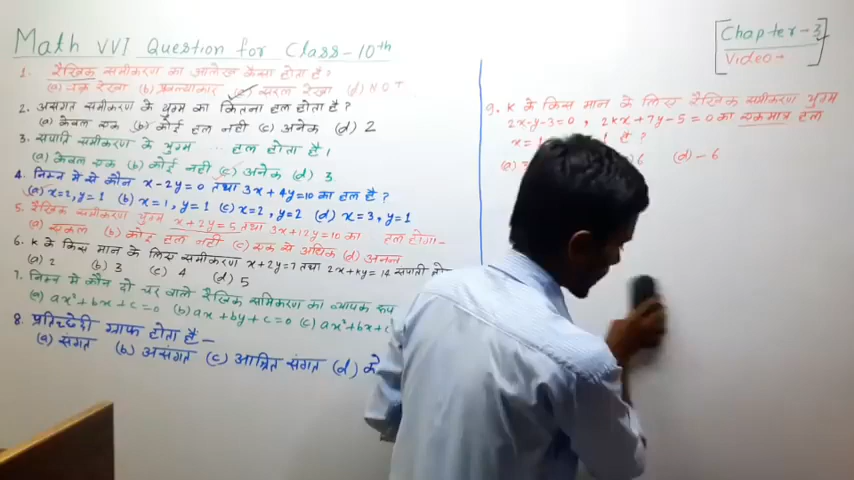 Math VVI Question for Class-10th
[Chapter-3
Video+]
1. रैखिक समीकरण का आलेख कैसा होता है?
(a) वक्र रेखा (b) (c) सरल रेखा (d) NOT
2. असंगत समीकरण के युग्म का कितना हल होता है?
(a) केवल एक (b) कोई हल नही (c) अनेक (d) 2
3. संपाति समीकरण के युग्म ... हल होता है।
(a) केवल एक (b) कोई नही (c) अनेक (d) 3.
4. निम्न मे से कौन x-2y=0 तथा 3x+4y=10 का हल है?
(a) x=2, y=1 (b) x=1, y=1 (c) x=2, y=2 (d) x=3, y=1
5. रैखिक समीकरण युग्म x+2y=5 तथा 3x+12y=10 का हल होगा-
(a) एकल (b) कोई हल नही (c) एक से अधिक (d) अनन्त
6. K के किस मान के लिए समीकरण x+2y=7 तथा 2x+ky=14 संपाती
(a) 2 (b) 3 (c) 4 (d) 5
7. निम्न मे कौन दो चर वाले रैखिक समिकरण का व्यापक रूप
(a) ax²+bx+c=0 (b) ax+by+c=0 (c) ax²+bx+c
8. प्रतिच्छेदी ग्राफ होता है-
(a) संगत (b) असंगत (c) आश्रित संगत (d)
9. K के किस मान के लिए रैखिक समीकरण युग्म
2x-y-3=0, 2kx+7y-5=0 का एकमात्र हल
x=1 है?
(a) 6 (d) -6